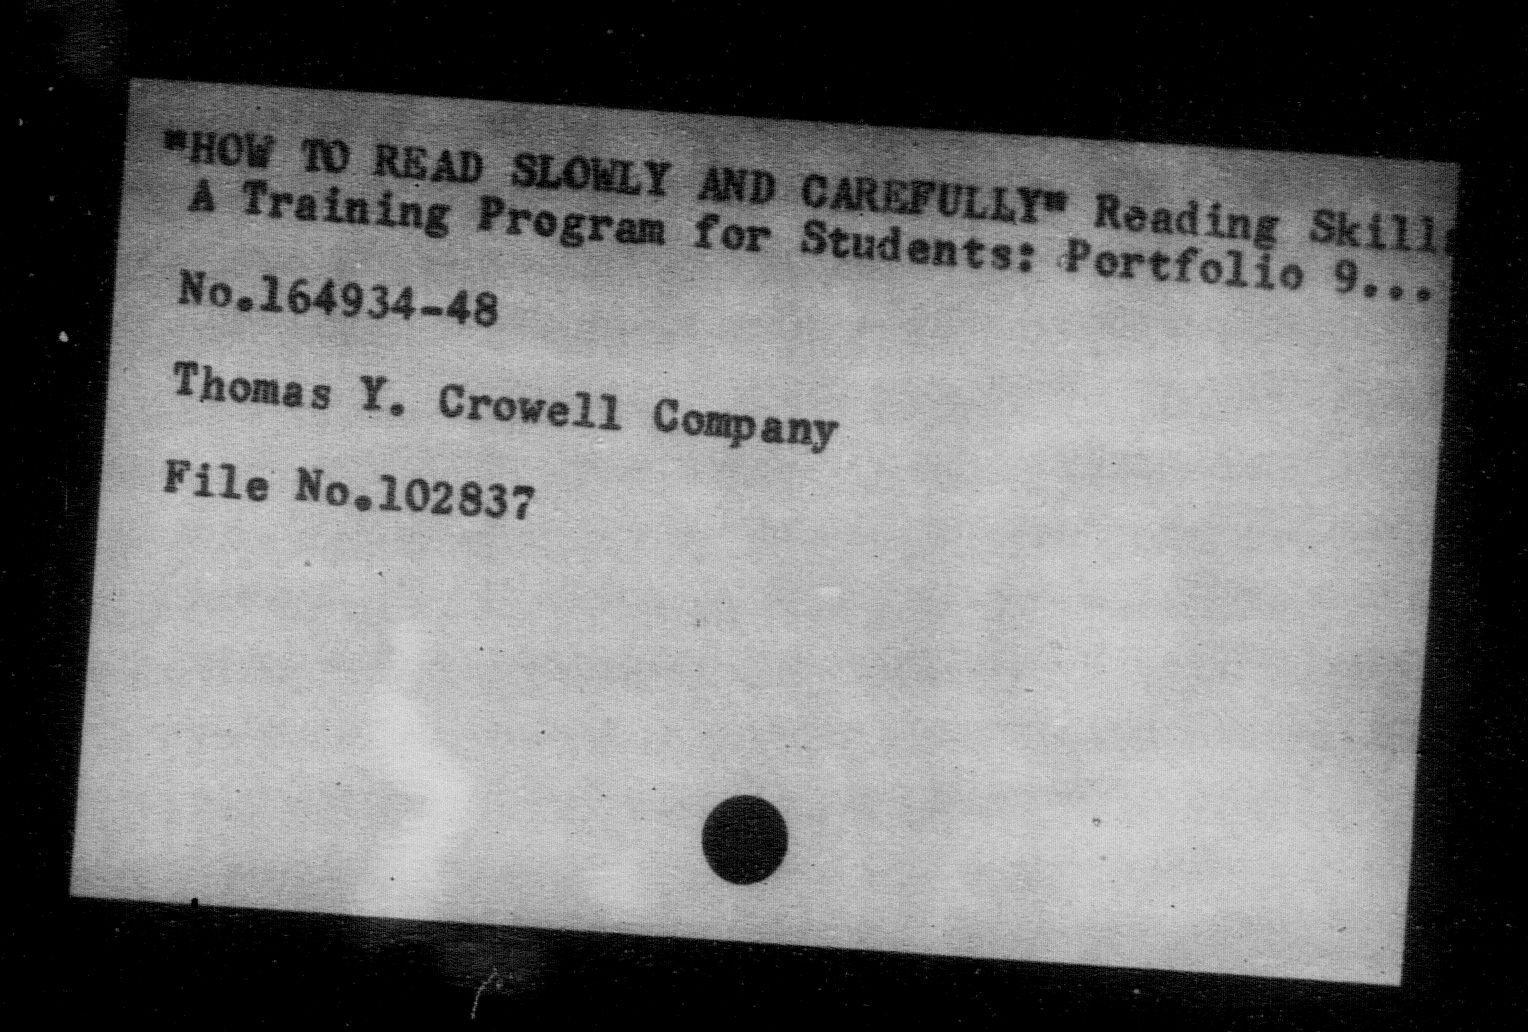 "HOW TO READ SLOWLY AND CAREFULLY" Reading Skills
A Training Program for Students: Portfolio 9...
No.164934-48
Thomas Y. Crowell Company
File No.102837